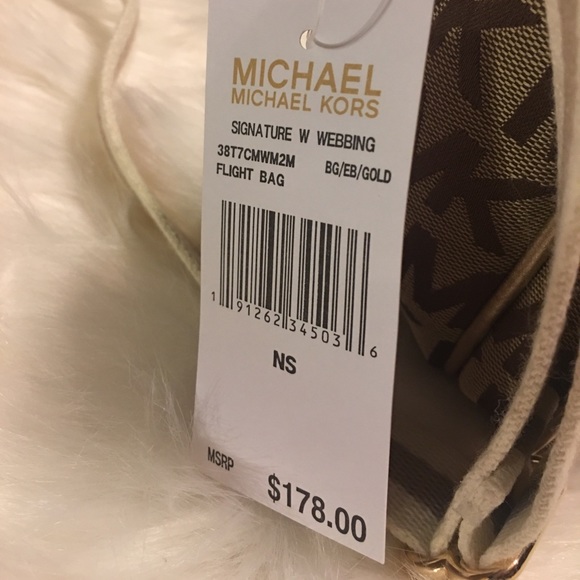 MICHAEL
MICHAEL KORS
SIGNATURE W WEBBING
38T7CMWM2M BG/EB/GOLD
FLIGHT BAG
1 91262 34503 6
NS
MSRP $178.00